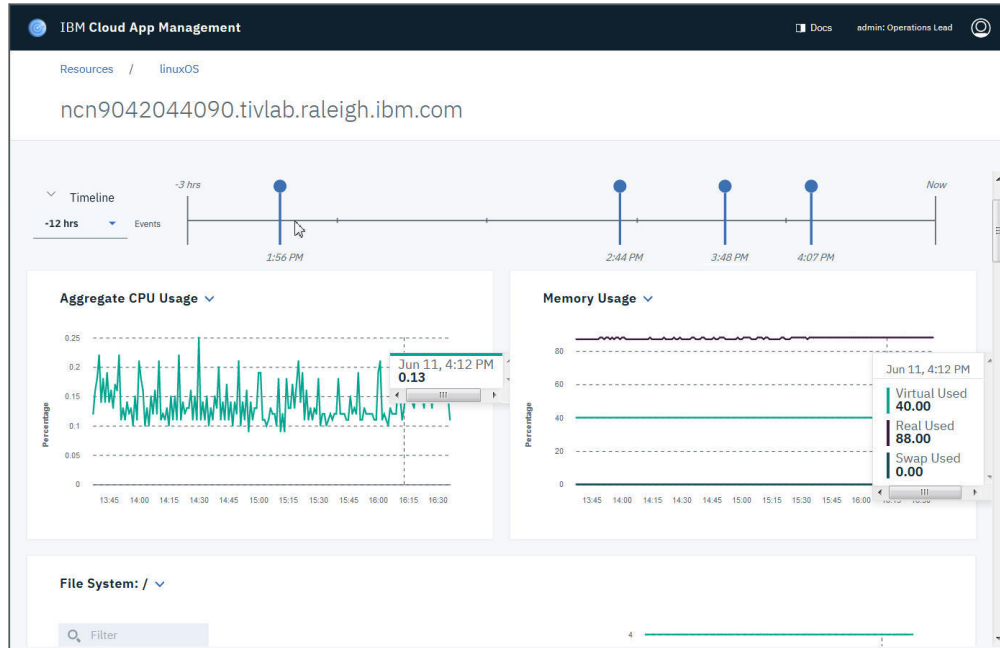 IBM Cloud App Management
Docs
admin: Operations Lead
Resources / linuxOS
ncn9042044090.tivlab.raleigh.ibm.com
Timeline
-12 hrs
Events
-3 hrs
Now
1:56 PM
2:44 PM
3:48 PM
4:07 PM
Aggregate CPU Usage
Percentage
0.25
0.2
0.15
0.1
0.05
0
13:45 14:00 14:15 14:30 14:45 15:00 15:15 15:30 15:45 16:00 16:15 16:30
Jun 11, 4:12 PM
0.13
Memory Usage
Percentage
80
60
40
20
0
13:45 14:00 14:15 14:30 14:45 15:00 15:15 15:30 15:45 16:00
Jun 11, 4:12 PM
Virtual Used
40.00
Real Used
88.00
Swap Used
0.00
File System: /
Filter
4